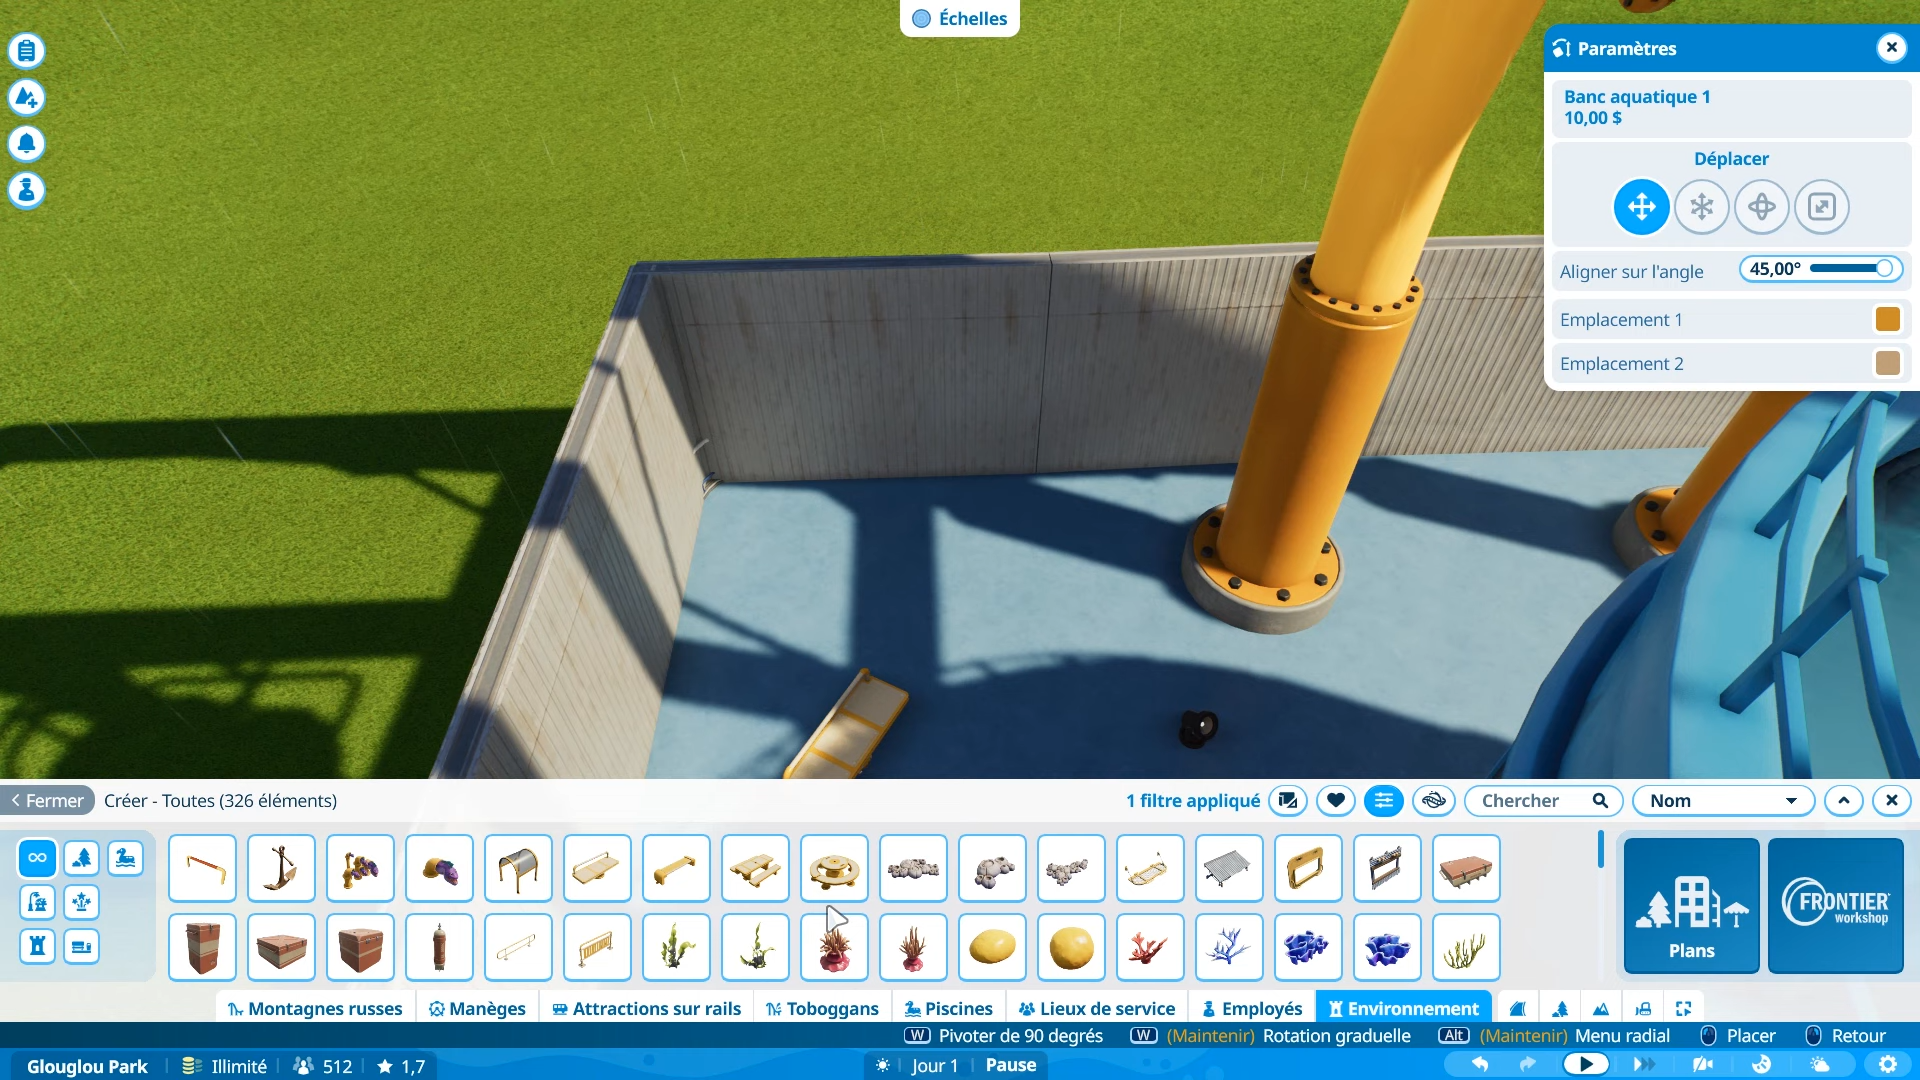 Échelles
Paramètres
Banc aquatique 1
10,00 $
Déplacer
Aligner sur l'angle
45,00°
Emplacement 1
Emplacement 2
Fermer
Créer - Toutes (326 éléments)
1 filtre appliqué
Chercher
Nom
Plans
FRONTIER
workshop
Montagnes russes
Manèges
Attractions sur rails
Toboggans
Piscines
Lieux de service
Employés
Environnement
W Pivoter de 90 degrés
W (Maintenir) Rotation graduelle
Alt (Maintenir) Menu radial
Placer
Retour
Glouglou Park
Illimité
512
1,7
Jour 1
Pause